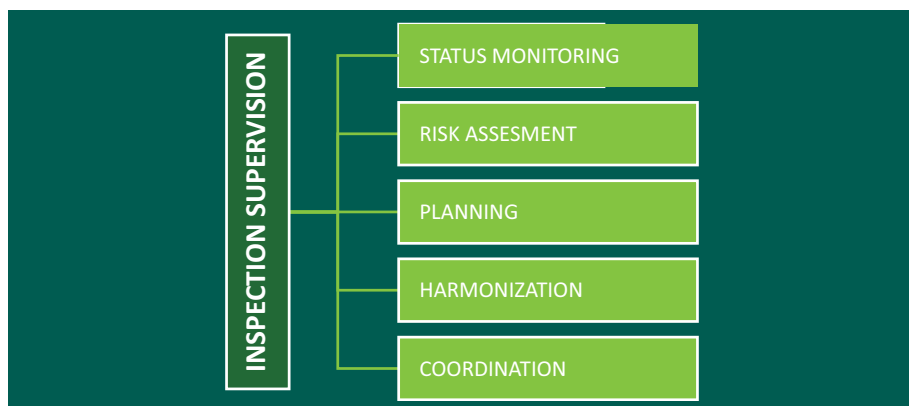 INSPECTION SUPERVISION
STATUS MONITORING
RISK ASSESMENT
PLANNING
HARMONIZATION
COORDINATION